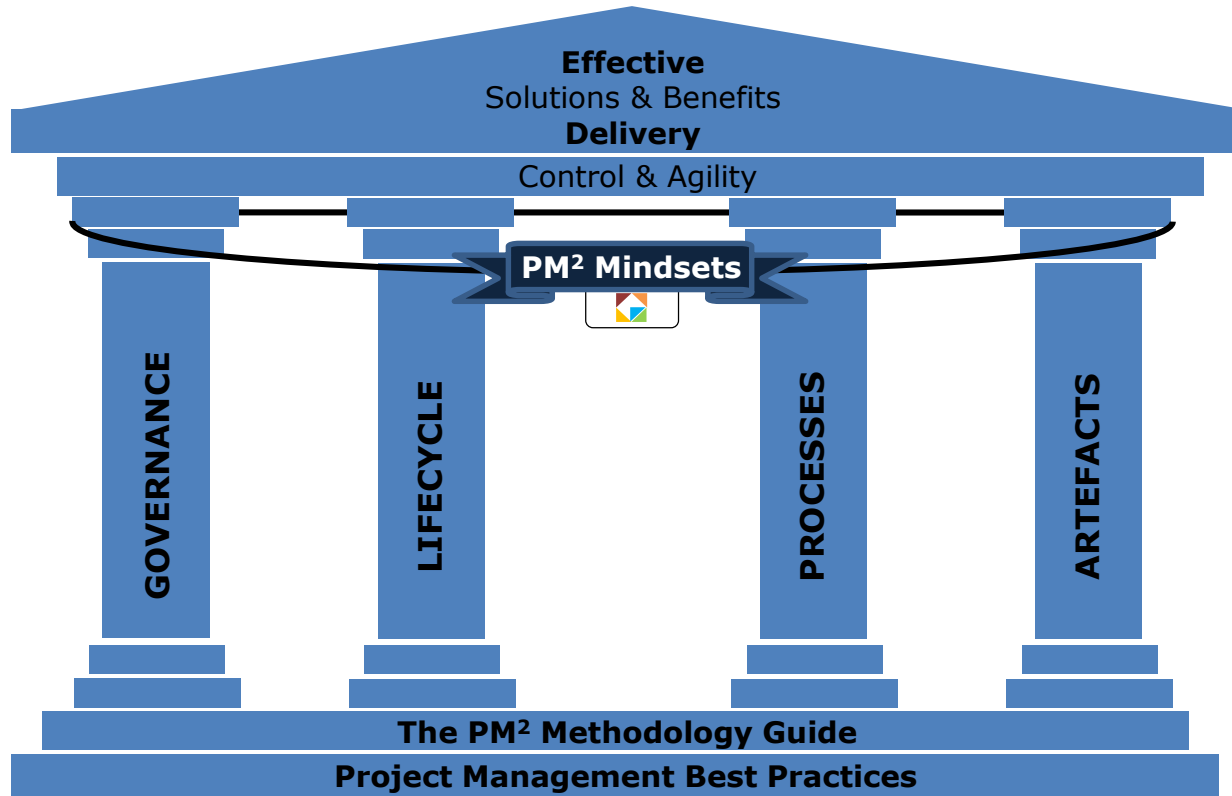 Effective
Solutions & Benefits
Delivery
Control & Agility
PM² Mindsets
GOVERNANCE
LIFECYCLE
PROCESSES
ARTEFACTS
The PM² Methodology Guide
Project Management Best Practices